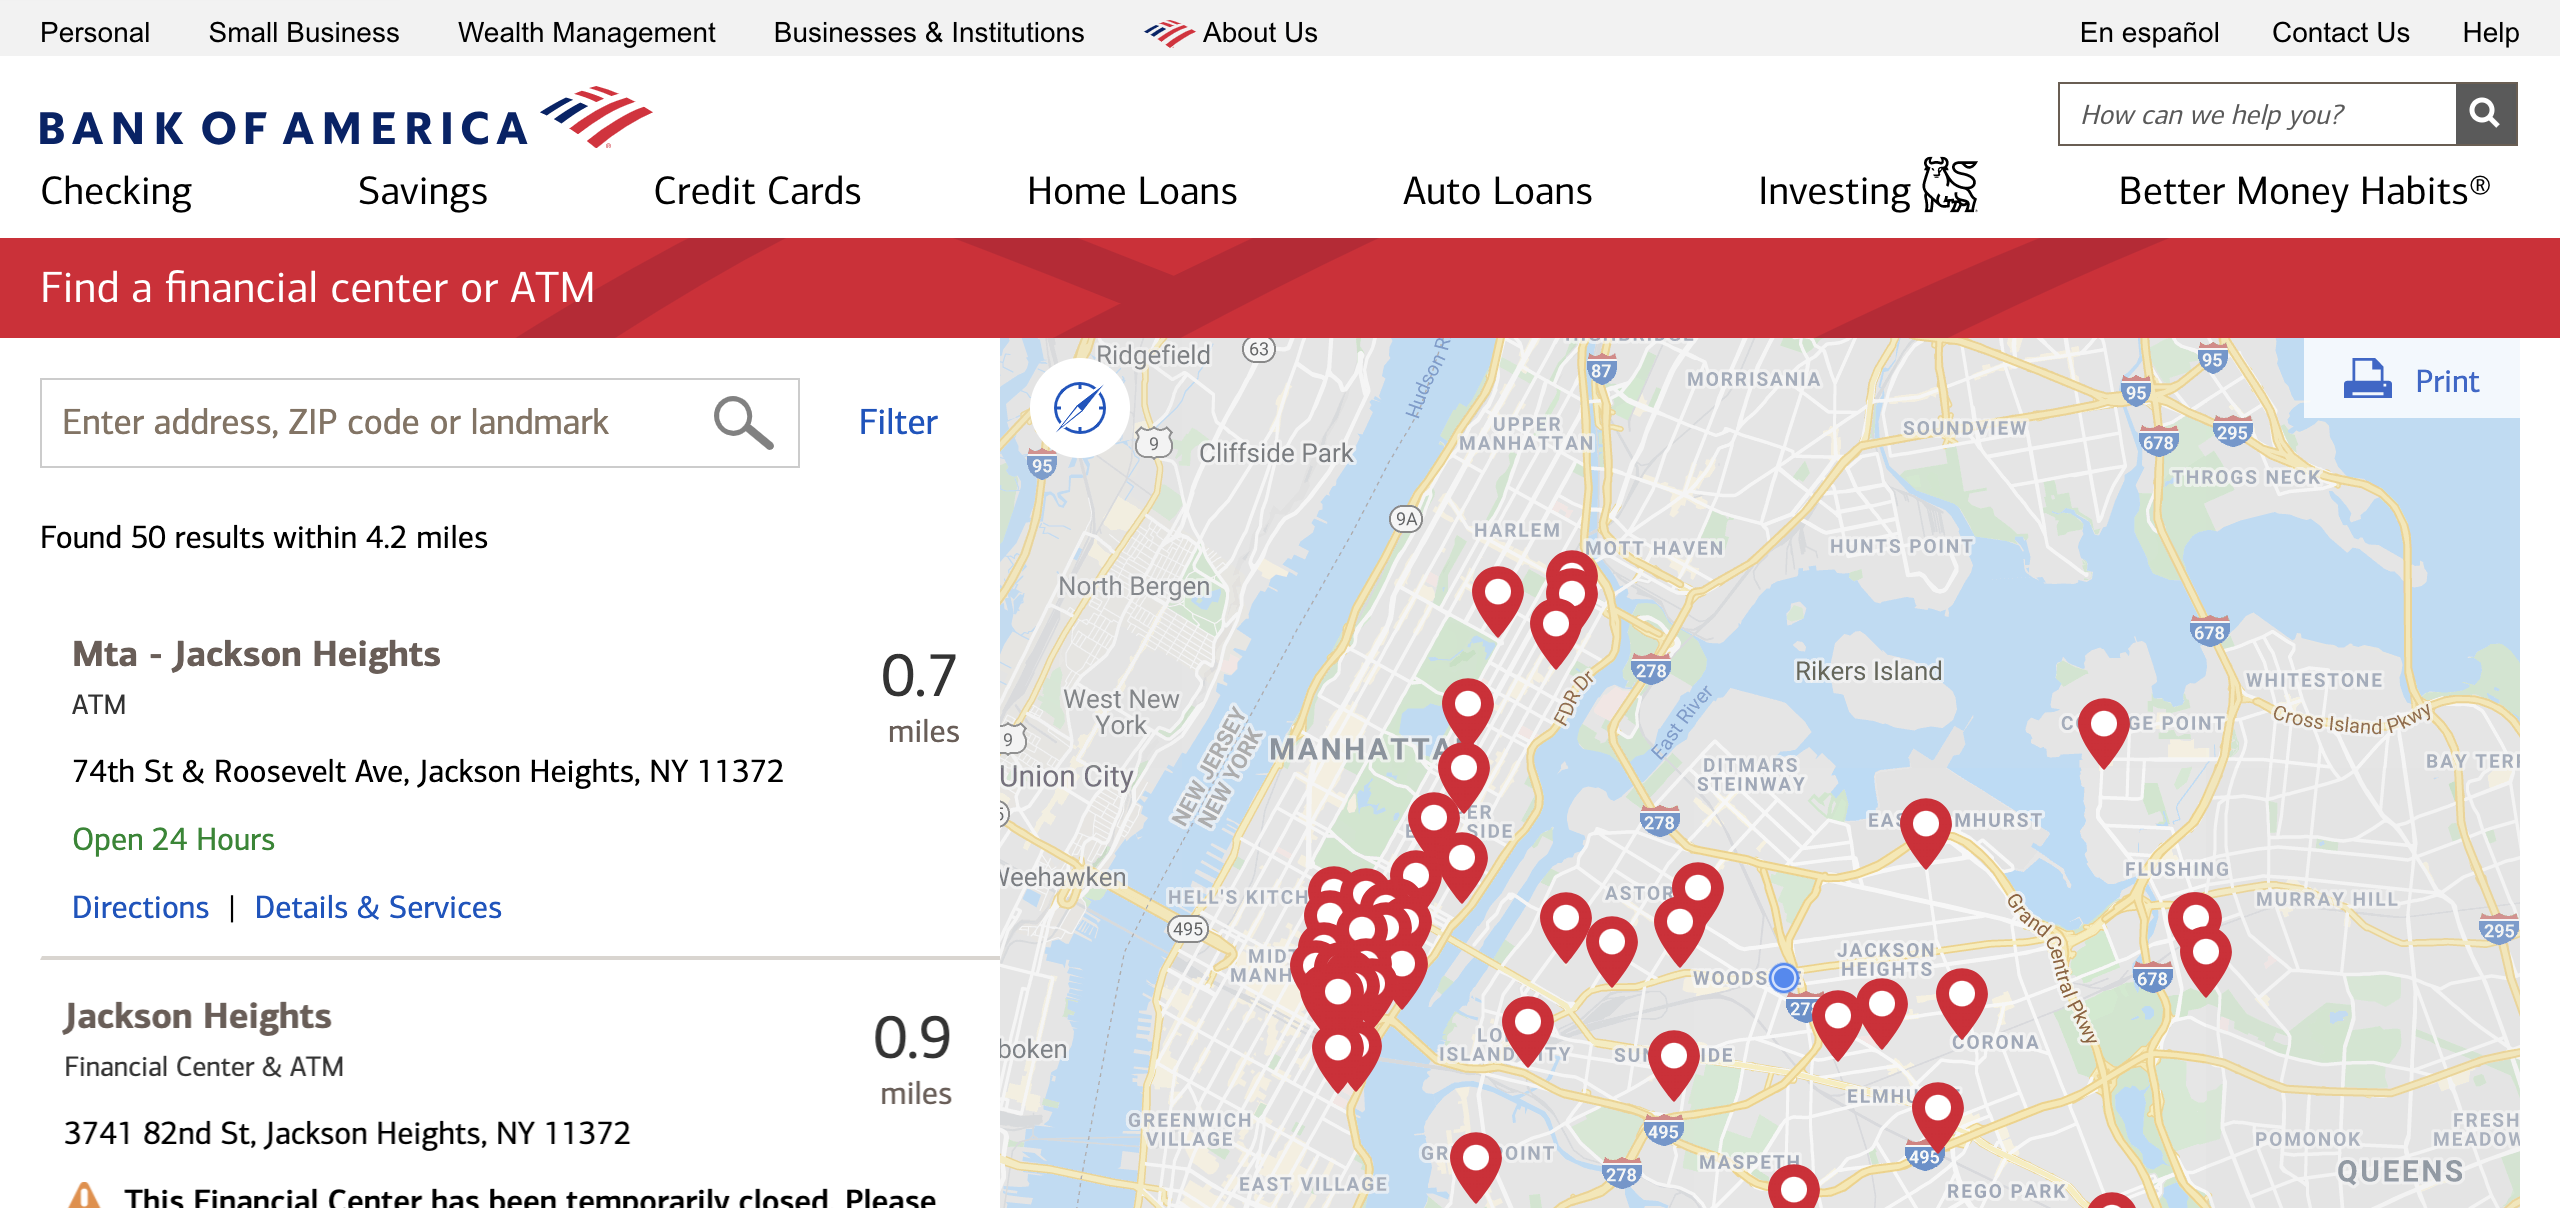 Personal
Small Business
Wealth Management
Businesses & Institutions
About Us
En español
Contact Us
Help
BANK OF AMERICA
How can we help you?
Checking
Savings
Credit Cards
Home Loans
Auto Loans
Investing
Better Money Habits®
Find a financial center or ATM
Enter address, ZIP code or landmark
Filter
Found 50 results within 4.2 miles
Mta - Jackson Heights
ATM
0.7
miles
74th St & Roosevelt Ave, Jackson Heights, NY 11372
Open 24 Hours
Directions | Details & Services
Jackson Heights
Financial Center & ATM
0.9
miles
3741 82nd St, Jackson Heights, NY 11372
This Financial Center has been temporarily closed. Please
Print
Ridgefield
63
Hudson R
87
MORRISANIA
95
95
UPPER
MANHATTAN
SOUNDVIEW
678
295
9
Cliffside Park
95
THROGS NECK
9A
HARLEM
MOTT HAVEN
HUNTS POINT
North Bergen
678
278
Rikers Island
WHITESTONE
West New
York
FDR Dr
East River
Cross Island Pkwy
9
NEW JERSEY
NEW YORK
MANHATTA
C GE POINT
Union City
DITMARS
STEINWAY
BAY TER
ER
SIDE
278
EAS MHURST
Weehawken
HELL'S KITCH
ASTOR
FLUSHING
MURRAY HILL
495
Grand Central Pkwy
295
MID
MANH
WOODS
JACKSON
HEIGHTS
678
278
boken
LO
ISLAND ITY
SUN IDE
CORONA
ELMHU
GREENWICH
VILLAGE
495
495
FRESH
MEADOW
POMONOK
GR OINT
278
MASPETH
QUEENS
EAST VILLAGE
REGO PARK